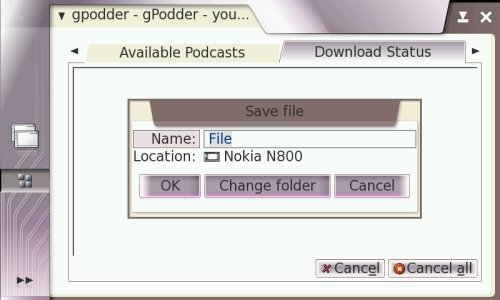 gpodder - gPodder - you...
Available Podcasts
Download Status
Save file
Name: File
Location: Nokia N800
OK Change folder Cancel
Cancel Cancel all